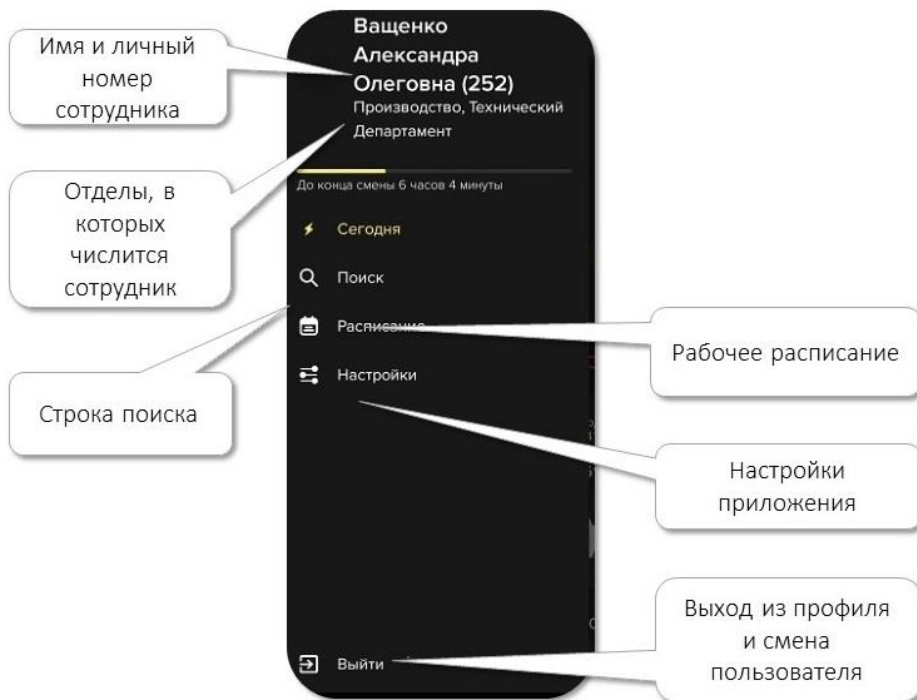 Имя и личный
номер
сотрудника
Отделы, в
которых
числится
сотрудник
Строка поиска
Ващенко
Александра
Олеговна (252)
Производство, Технический
Департамент
До конца смены 6 часов 4 минуты
Сегодня
Поиск
Расписание
Настройки
Выйти
Рабочее расписание
Настройки
приложения
Выход из профиля
и смена
пользователя